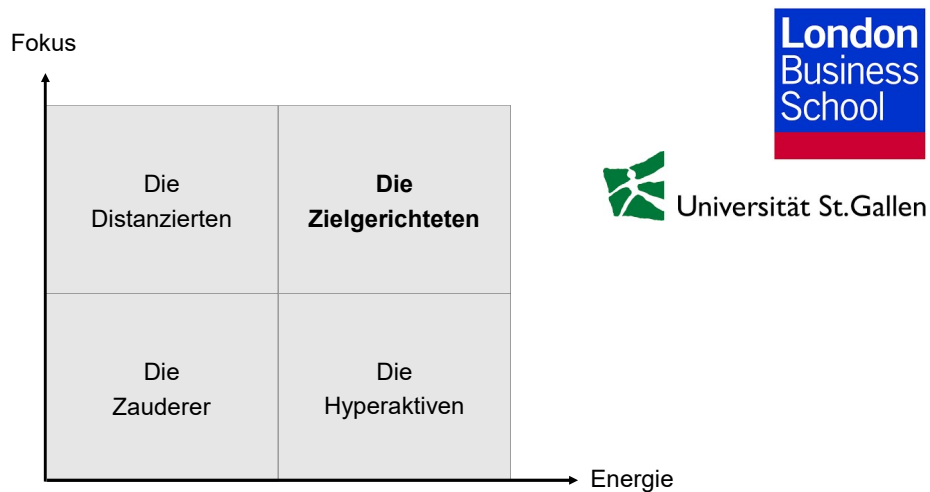 Fokus
London
Business
School
Die
Distanzierten
Die
Zielgerichteten
Universität St.Gallen
Die
Zauderer
Die
Hyperaktiven
Energie